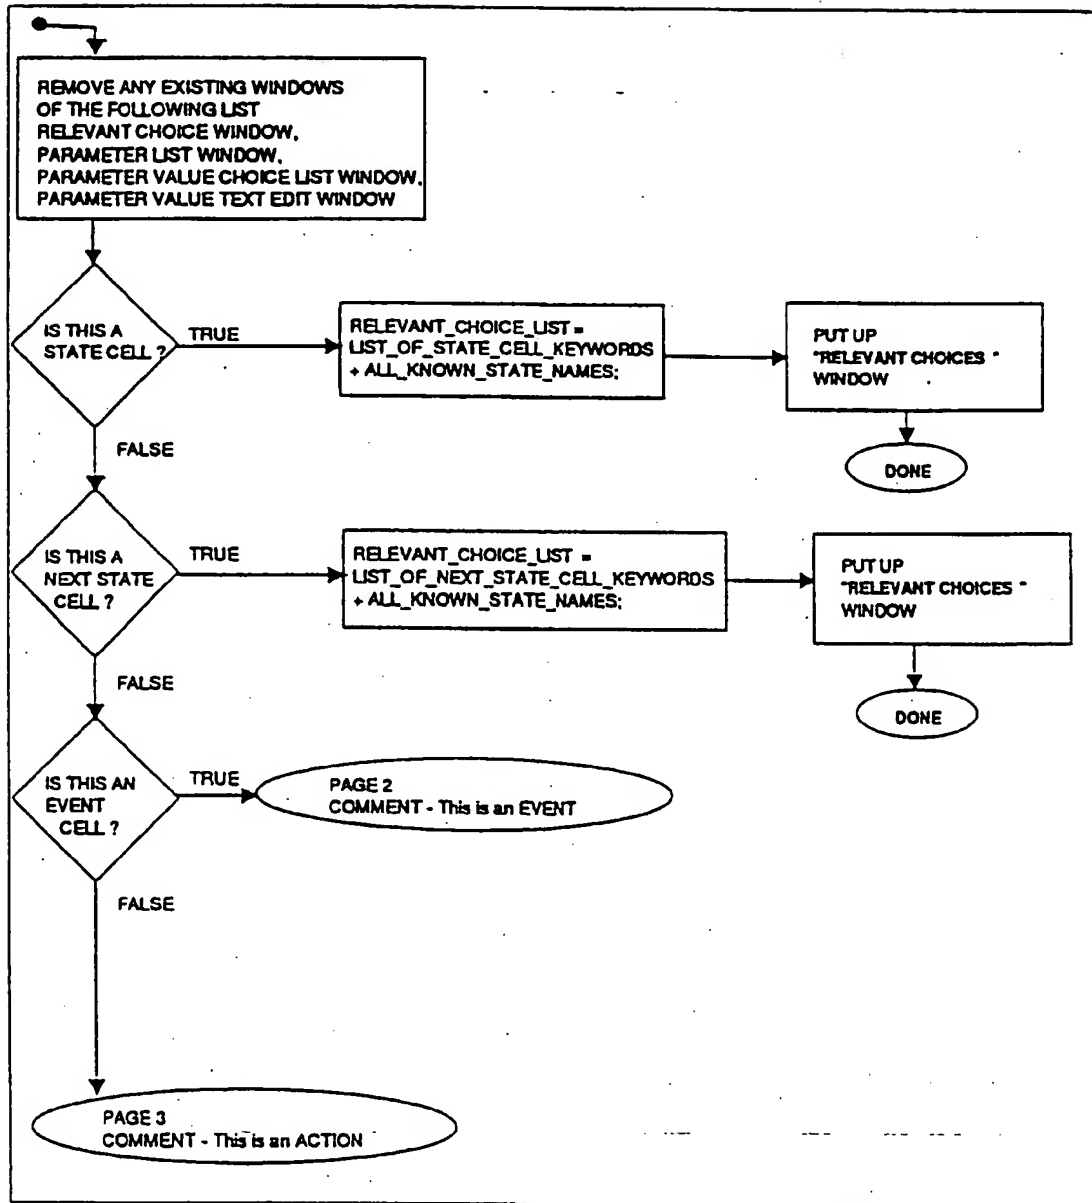 REMOVE ANY EXISTING WINDOWS
OF THE FOLLOWING LIST
RELEVANT CHOICE WINDOW,
PARAMETER LIST WINDOW,
PARAMETER VALUE CHOICE LIST WINDOW,
PARAMETER VALUE TEXT EDIT WINDOW
IS THIS A
STATE CELL ?
TRUE
RELEVANT_CHOICE_LIST =
LIST_OF_STATE_CELL_KEYWORDS
+ ALL_KNOWN_STATE_NAMES;
PUT UP
"RELEVANT CHOICES "
WINDOW
DONE
FALSE
IS THIS A
NEXT STATE
CELL ?
TRUE
RELEVANT_CHOICE_LIST =
LIST_OF_NEXT_STATE_CELL_KEYWORDS
+ ALL_KNOWN_STATE_NAMES;
PUT UP
"RELEVANT CHOICES "
WINDOW
DONE
FALSE
IS THIS AN
EVENT
CELL ?
TRUE
PAGE 2
COMMENT - This is an EVENT
FALSE
PAGE 3
COMMENT - This is an ACTION